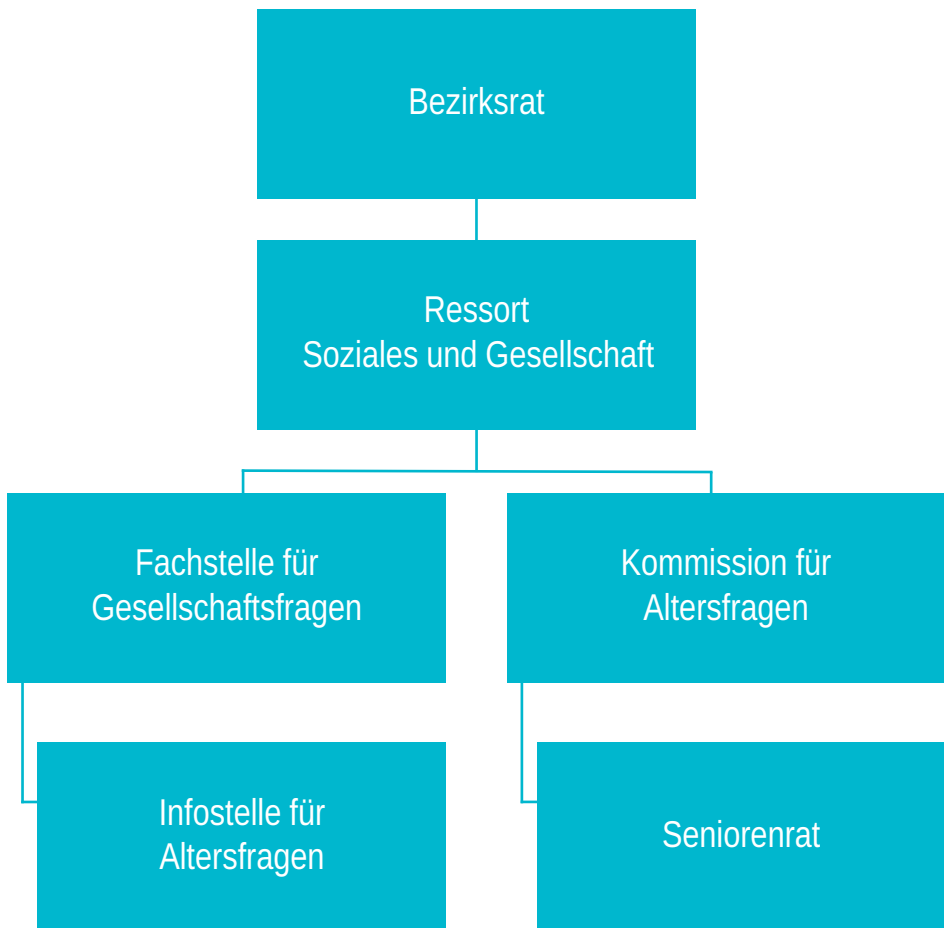 Bezirksrat
Ressort
Soziales und Gesellschaft
Fachstelle für
Gesellschaftsfragen
Kommission für
Altersfragen
Infostelle für
Altersfragen
Seniorenrat